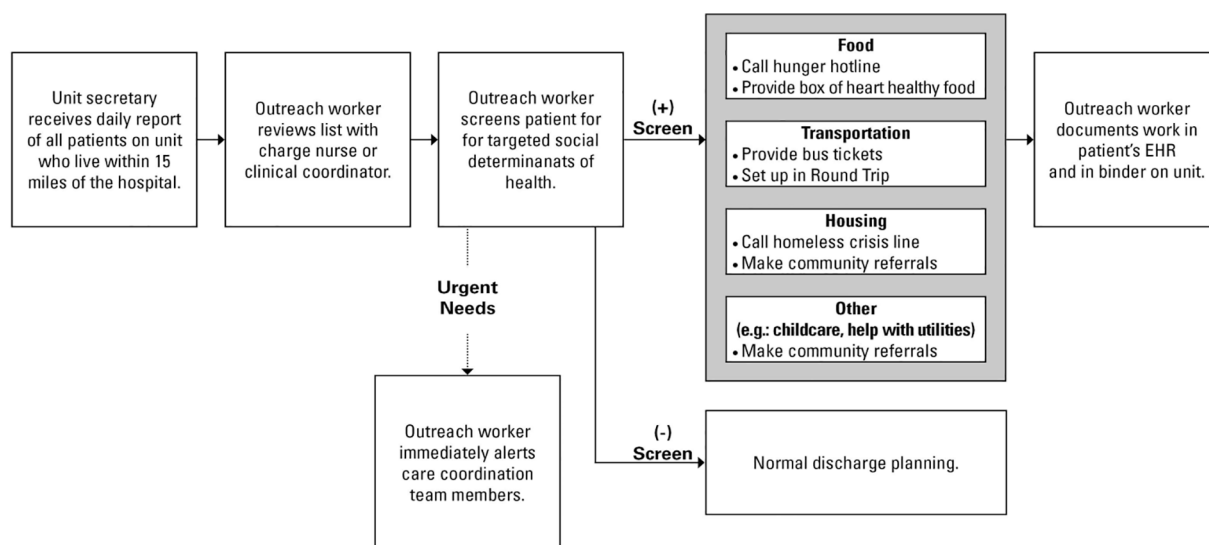 Unit secretary
receives daily report
of all patients on unit
who live within 15
miles of the hospital.
Outreach worker
reviews list with
charge nurse or
clinical coordinator.
Outreach worker
screens patient for
for targeted social
determinanats of
health.
(+)
Screen
Food
• Call hunger hotline
• Provide box of heart healthy food
Transportation
• Provide bus tickets
• Set up in Round Trip
Housing
• Call homeless crisis line
• Make community referrals
Other
(e.g.: childcare, help with utilities)
• Make community referrals
Outreach worker
documents work in
patient's EHR
and in binder on unit.
Urgent
Needs
Outreach worker
immediately alerts
care coordination
team members.
(-)
Screen
Normal discharge planning.